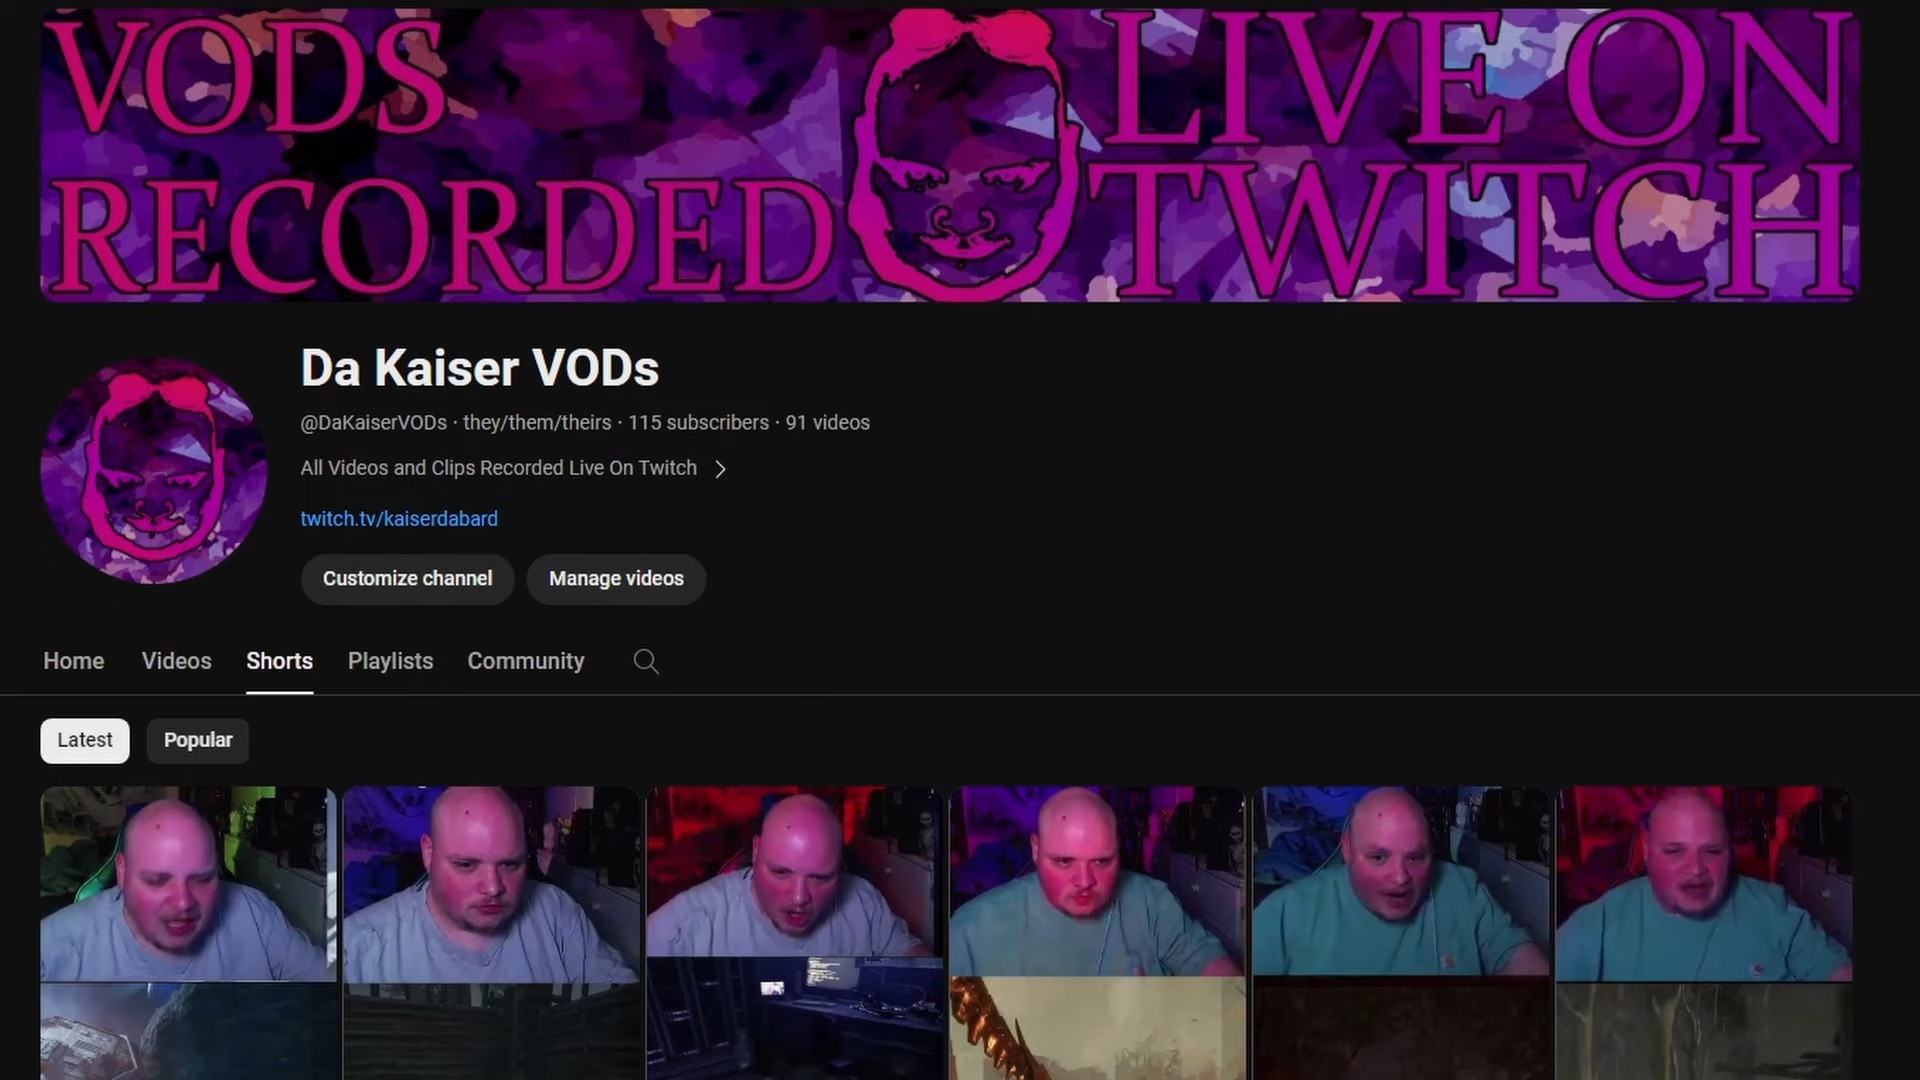 VODS
RECORDED
LIVE ON
TWITCH
Da Kaiser VODs
@DaKaiserVODs · they/them/theirs · 115 subscribers · 91 videos
All Videos and Clips Recorded Live On Twitch
twitch.tv/kaiserdabard
Customize channel
Manage videos
Home
Videos
Shorts
Playlists
Community
Latest
Popular